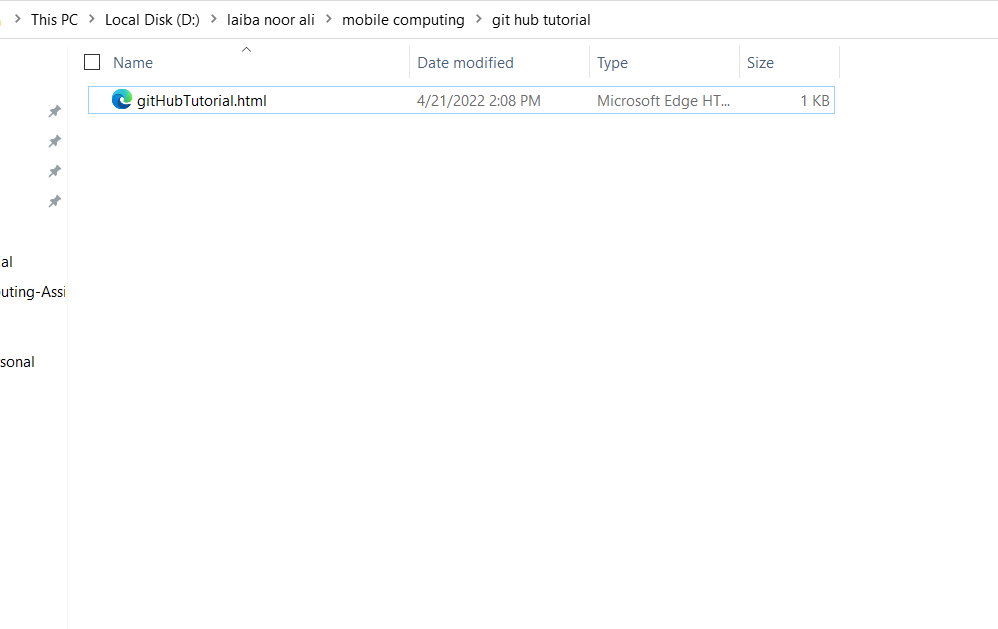 This PC > Local Disk (D:) > laiba noor ali > mobile computing > git hub tutorial
Name Date modified Type Size
gitHubTutorial.html 4/21/2022 2:08 PM Microsoft Edge HT... 1 KB
al
uting-Assi
sonal